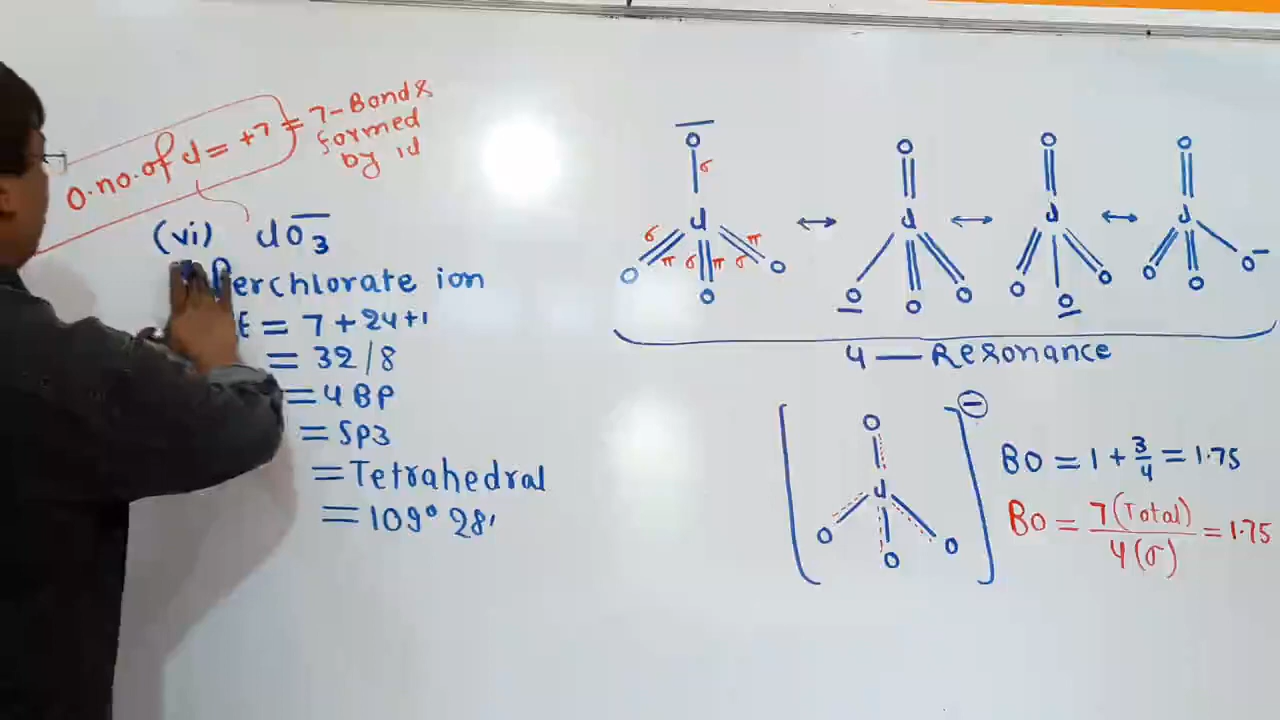 O.no.of Cl = +7 = 7-Bonds
formed
by Cl
(vi) ClO3̅
Perchlorate ion
E = 7 + 24 + 1
= 32/8
= 4 BP
= SP3
= Tetrahedral
= 109° 28'
O̅ O O O
σ
Cl ↔ Cl ↔ Cl ↔ Cl
σ π σ π π σ
O O O O O O O O O O O O⁻
4 — Resonance
O
Cl
O O O
⊖
BO = 1 + 3/4 = 1.75
BO = 7 (Total) / 4 (σ) = 1.75